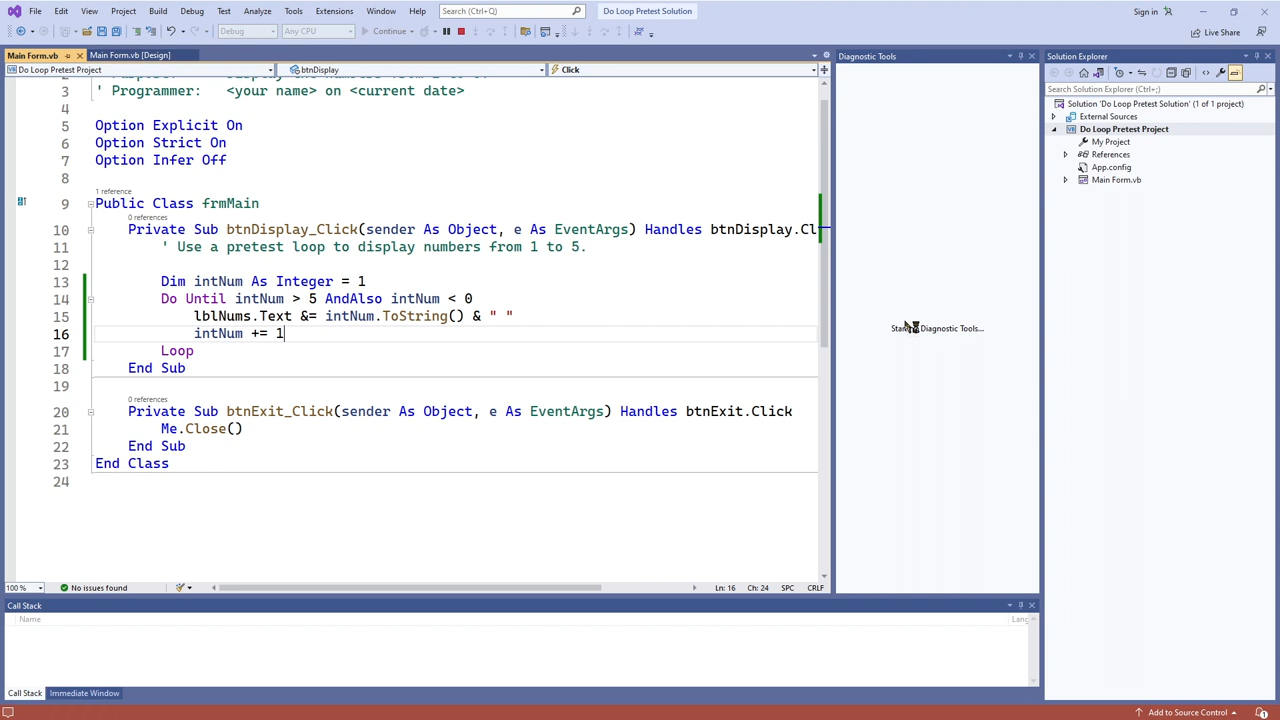 File Edit View Git Project Build Debug Test Analyze Tools Extensions Window Help Search (Ctrl+Q) Do Loop Pretest Solution Sign in
Debug Any CPU Continue Live Share
Main Form.vb Main Form.vb [Design] Diagnostic Tools Solution Explorer
Do Loop Pretest Project btnDisplay Click
Search Solution Explorer (Ctrl+;)
3 ' Programmer: <your name> on <current date>
4
5 Option Explicit On
6 Option Strict On
7 Option Infer Off
8
1 reference
9 Public Class frmMain
0 references
10 Private Sub btnDisplay_Click(sender As Object, e As EventArgs) Handles btnDisplay.Cl
11 ' Use a pretest loop to display numbers from 1 to 5.
12
13 Dim intNum As Integer = 1
14 Do Until intNum > 5 AndAlso intNum < 0
15 lblNums.Text &= intNum.ToString() & " "
16 intNum += 1
17 Loop
18 End Sub
19
0 references
20 Private Sub btnExit_Click(sender As Object, e As EventArgs) Handles btnExit.Click
21 Me.Close()
22 End Sub
23 End Class
24
Diagnostic Tools...
Solution 'Do Loop Pretest Solution' (1 of 1 project)
External Sources
Do Loop Pretest Project
My Project
References
App.config
Main Form.vb
100 % No issues found Ln: 16 Ch: 24 SPC CRLF
Call Stack
Name Lang
Call Stack Immediate Window
Add to Source Control 1